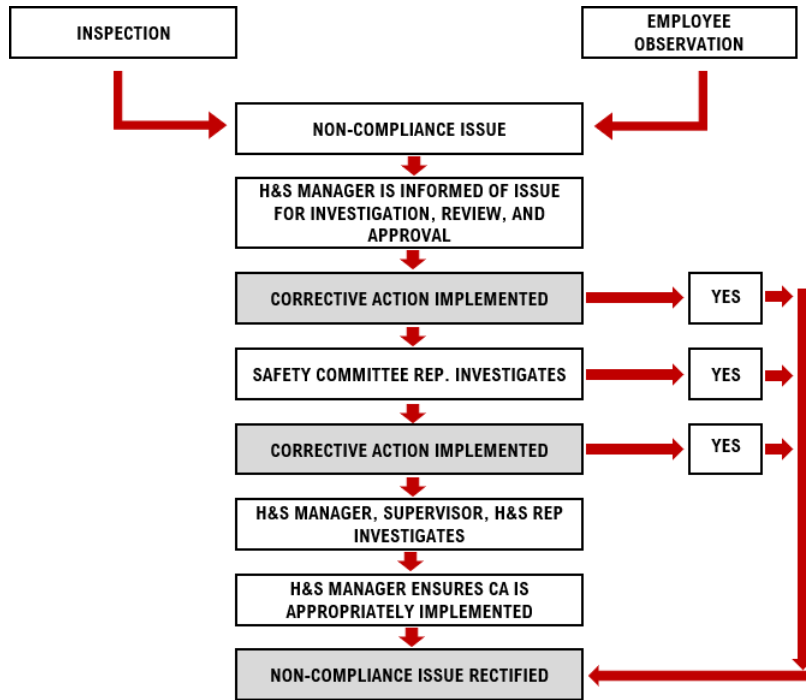 INSPECTION
EMPLOYEE
OBSERVATION
NON-COMPLIANCE ISSUE
H&S MANAGER IS INFORMED OF ISSUE
FOR INVESTIGATION, REVIEW, AND
APPROVAL
CORRECTIVE ACTION IMPLEMENTED
YES
SAFETY COMMITTEE REP. INVESTIGATES
YES
CORRECTIVE ACTION IMPLEMENTED
YES
H&S MANAGER, SUPERVISOR, H&S REP
INVESTIGATES
H&S MANAGER ENSURES CA IS
APPROPRIATELY IMPLEMENTED
NON-COMPLIANCE ISSUE RECTIFIED